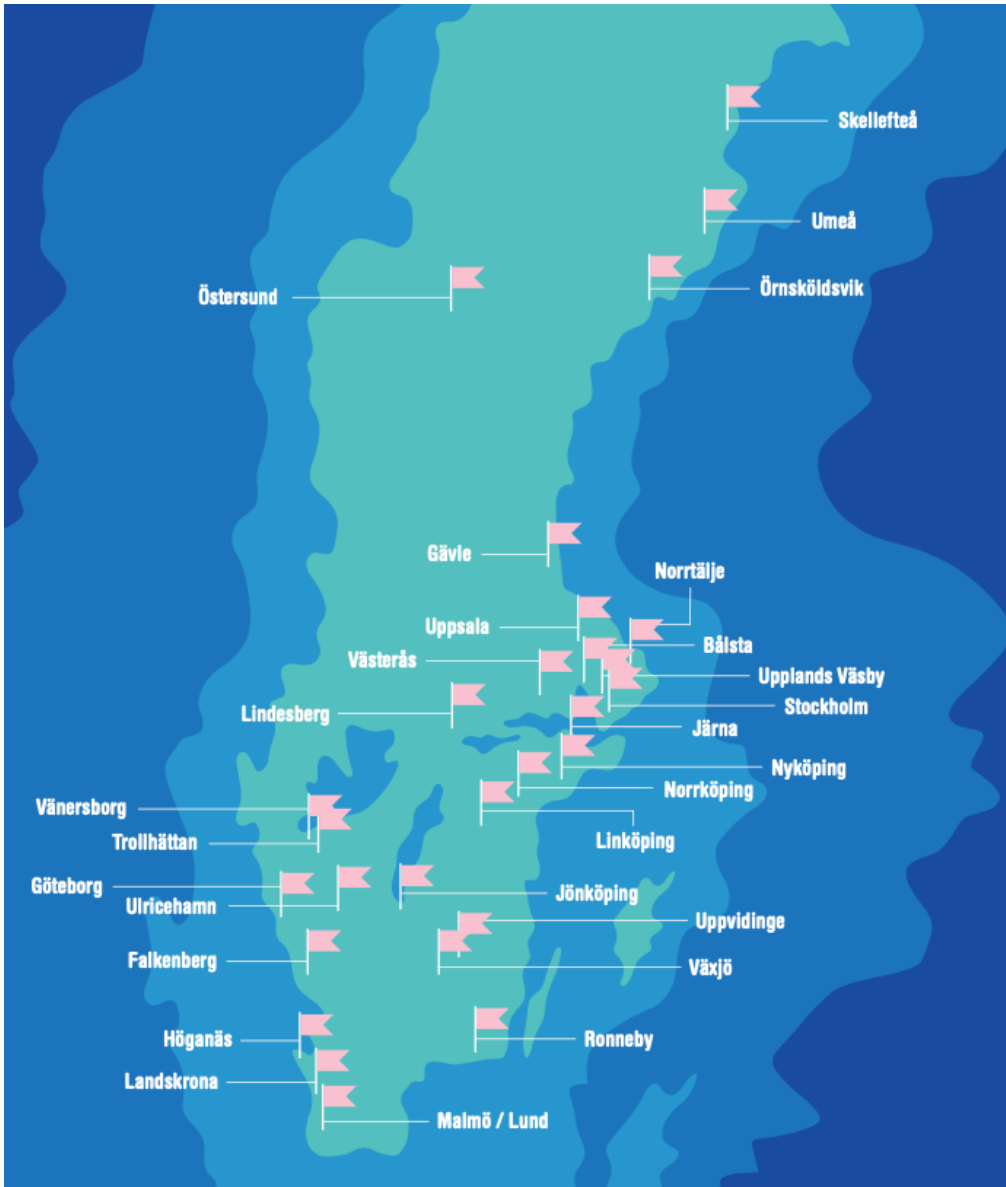 Skellefteå
Umeå
Örnsköldsvik
Östersund
Gävle
Norrtälje
Uppsala
Bålsta
Västerås
Upplands Väsby
Stockholm
Lindesberg
Järna
Nyköping
Norrköping
Vänersborg
Trollhättan
Linköping
Göteborg
Jönköping
Ulricehamn
Uppvidinge
Falkenberg
Växjö
Höganäs
Ronneby
Landskrona
Malmö / Lund